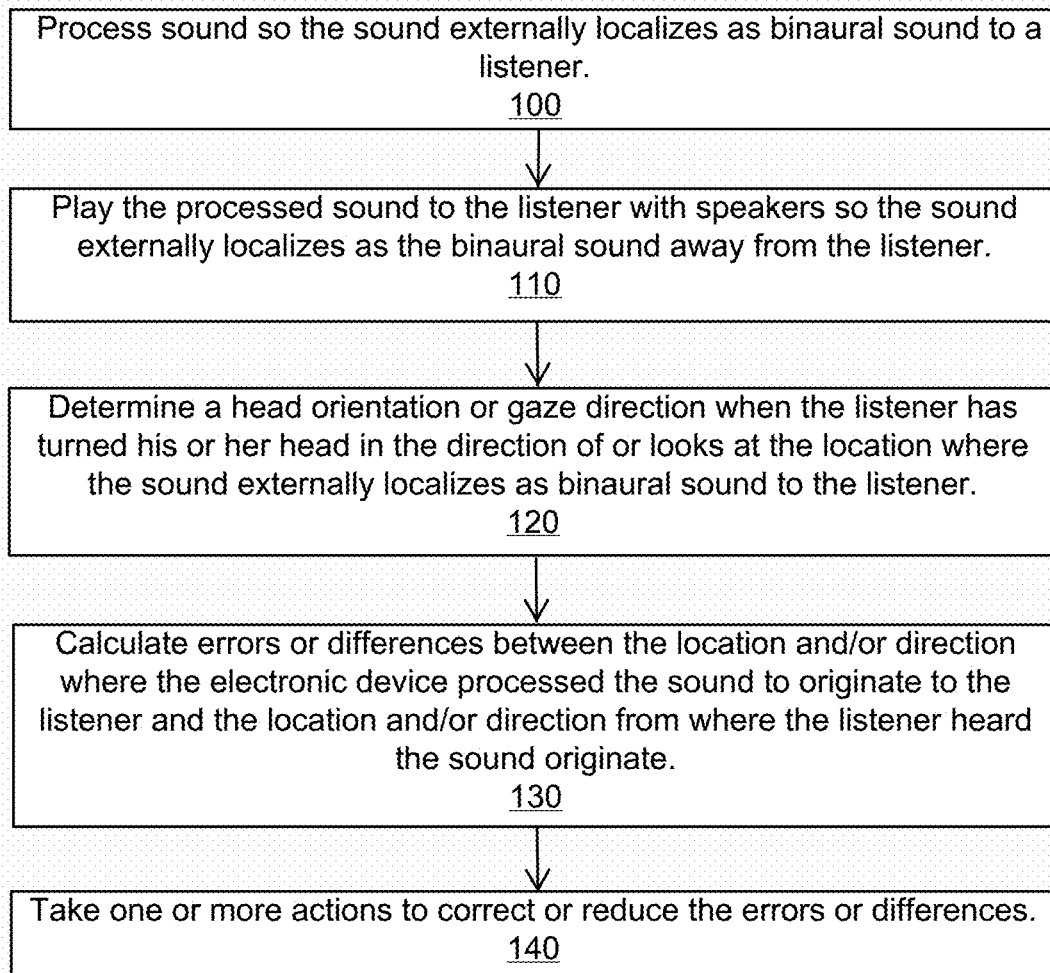 Process sound so the sound externally localizes as binaural sound to a
listener.
100
Play the processed sound to the listener with speakers so the sound
externally localizes as the binaural sound away from the listener.
110
Determine a head orientation or gaze direction when the listener has
turned his or her head in the direction of or looks at the location where
the sound externally localizes as binaural sound to the listener.
120
Calculate errors or differences between the location and/or direction
where the electronic device processed the sound to originate to the
listener and the location and/or direction from where the listener heard
the sound originate.
130
Take one or more actions to correct or reduce the errors or differences.
140